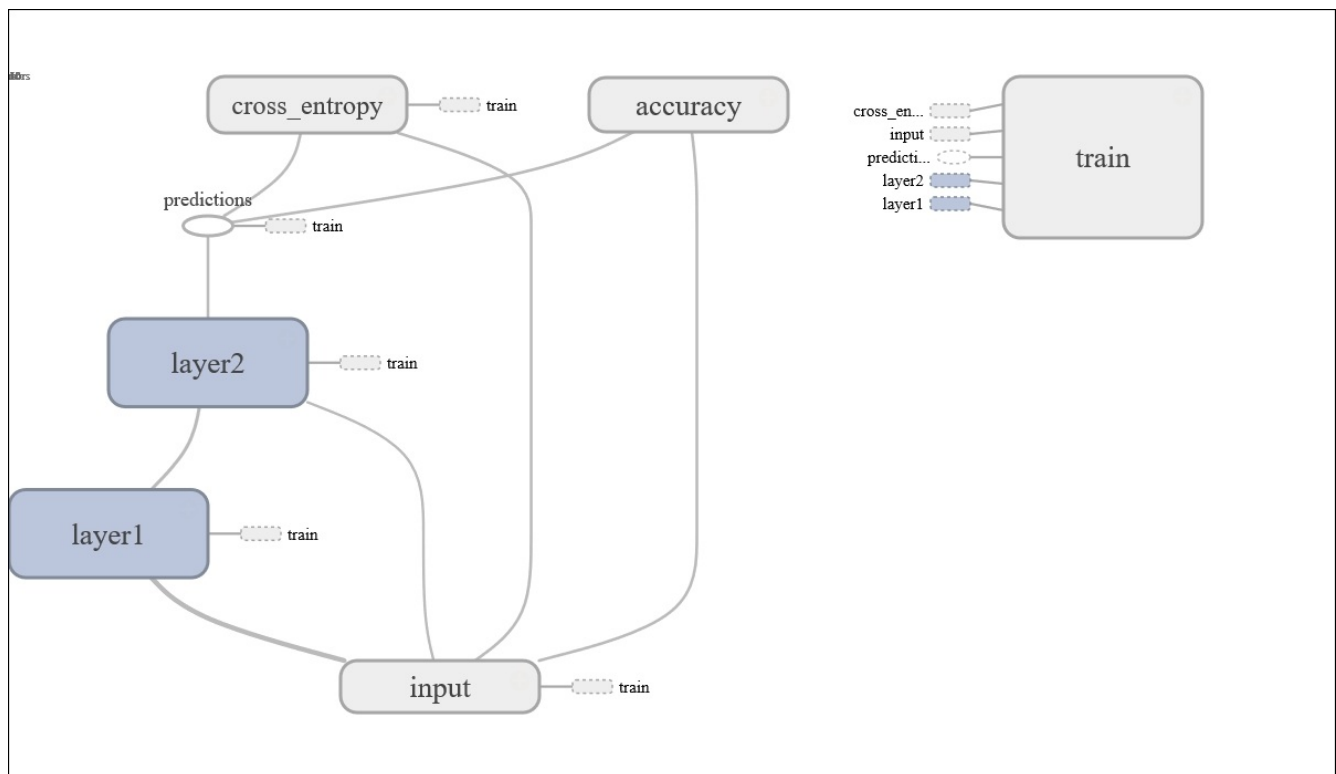 cross_entropy
train
accuracy
cross_en...
input
predicti...
layer2
layer1
train
predictions
train
layer2
train
layer1
train
input
train